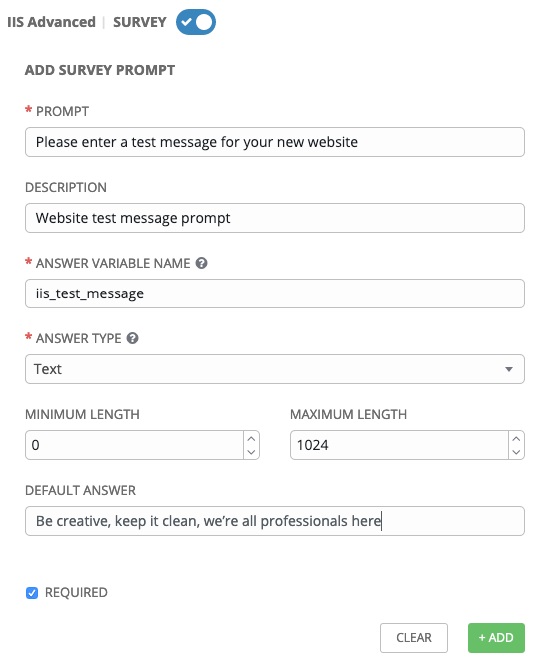 IIS Advanced | SURVEY
ADD SURVEY PROMPT
* PROMPT
Please enter a test message for your new website
DESCRIPTION
Website test message prompt
* ANSWER VARIABLE NAME ?
iis_test_message
* ANSWER TYPE ?
Text
MINIMUM LENGTH MAXIMUM LENGTH
0 1024
DEFAULT ANSWER
Be creative, keep it clean, we’re all professionals here
REQUIRED
CLEAR + ADD